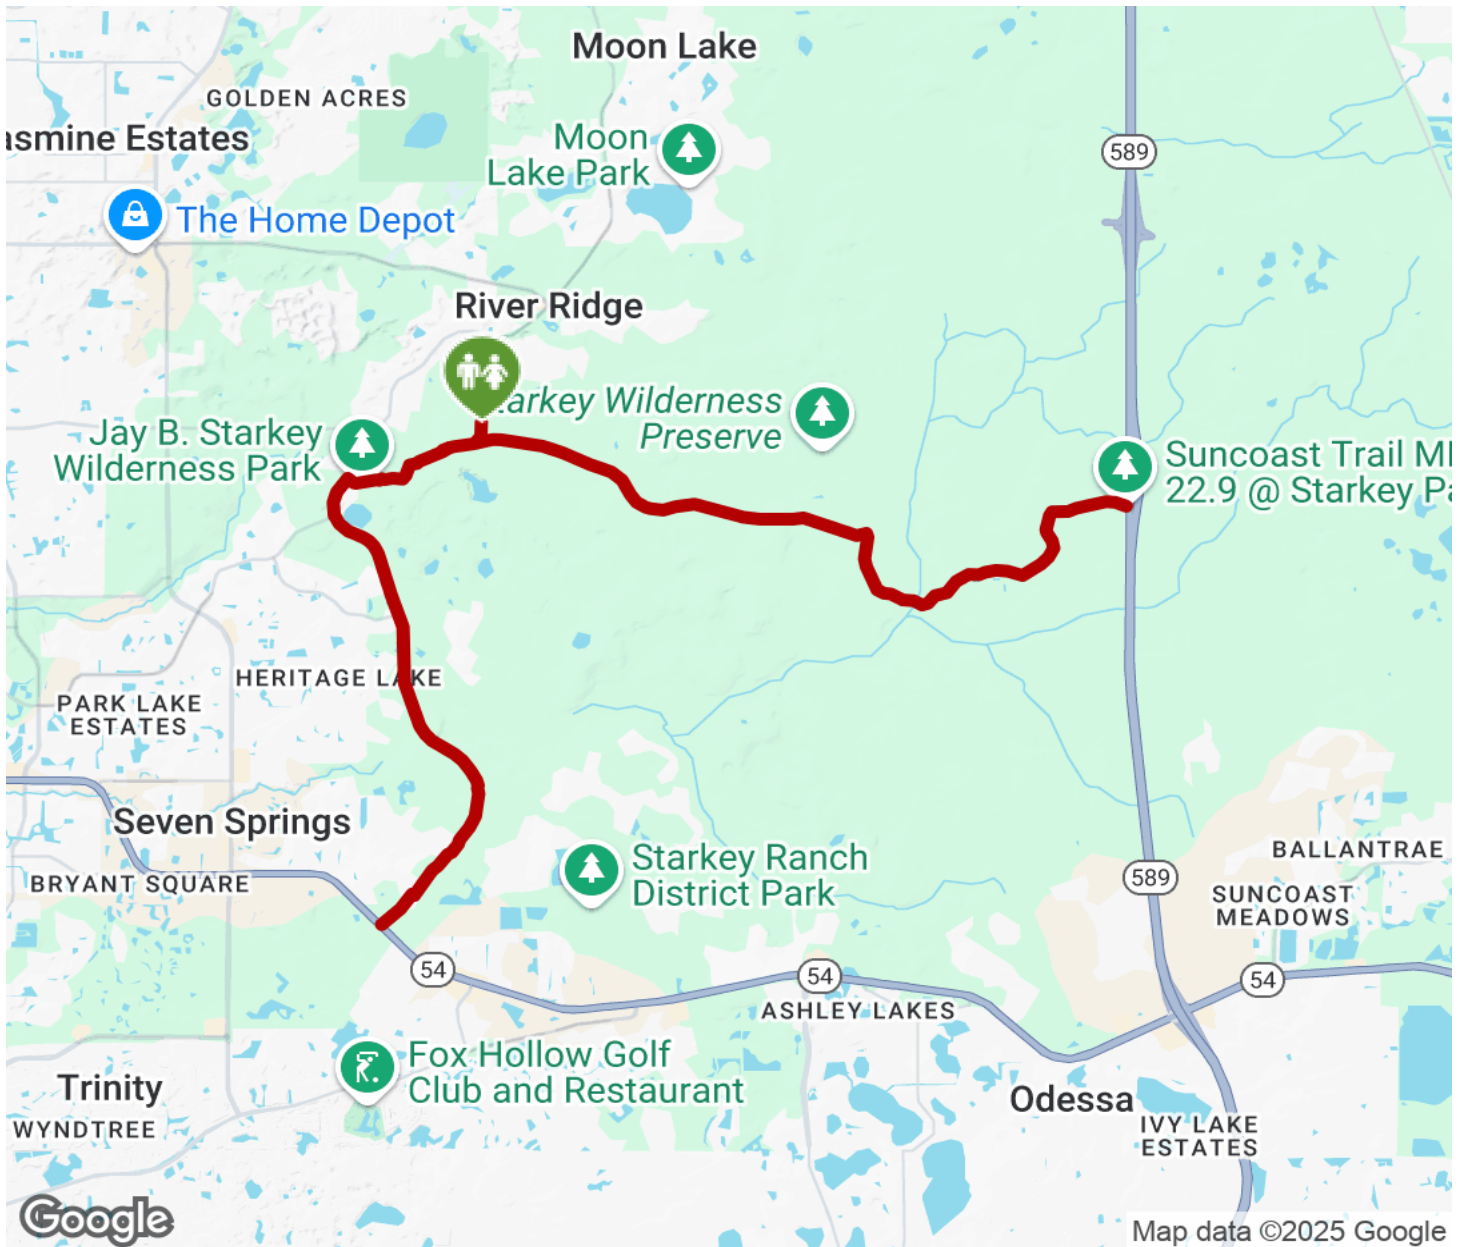 Moon Lake
GOLDEN ACRES
asmine Estates
Moon
Lake Park
589
The Home Depot
River Ridge
arkey Wilderness
Preserve
Jay B. Starkey
Wilderness Park
Suncoast Trail MI
22.9 @ Starkey Pa
HERITAGE LAKE
PARK LAKE
ESTATES
Seven Springs
BRYANT SQUARE
Starkey Ranch
District Park
BALLANTRAE
589
SUNCOAST
MEADOWS
54
54
54
ASHLEY LAKES
Fox Hollow Golf
Club and Restaurant
Trinity
WYNDTREE
Odessa
IVY LAKE
ESTATES
Google
Map data ©2025 Google